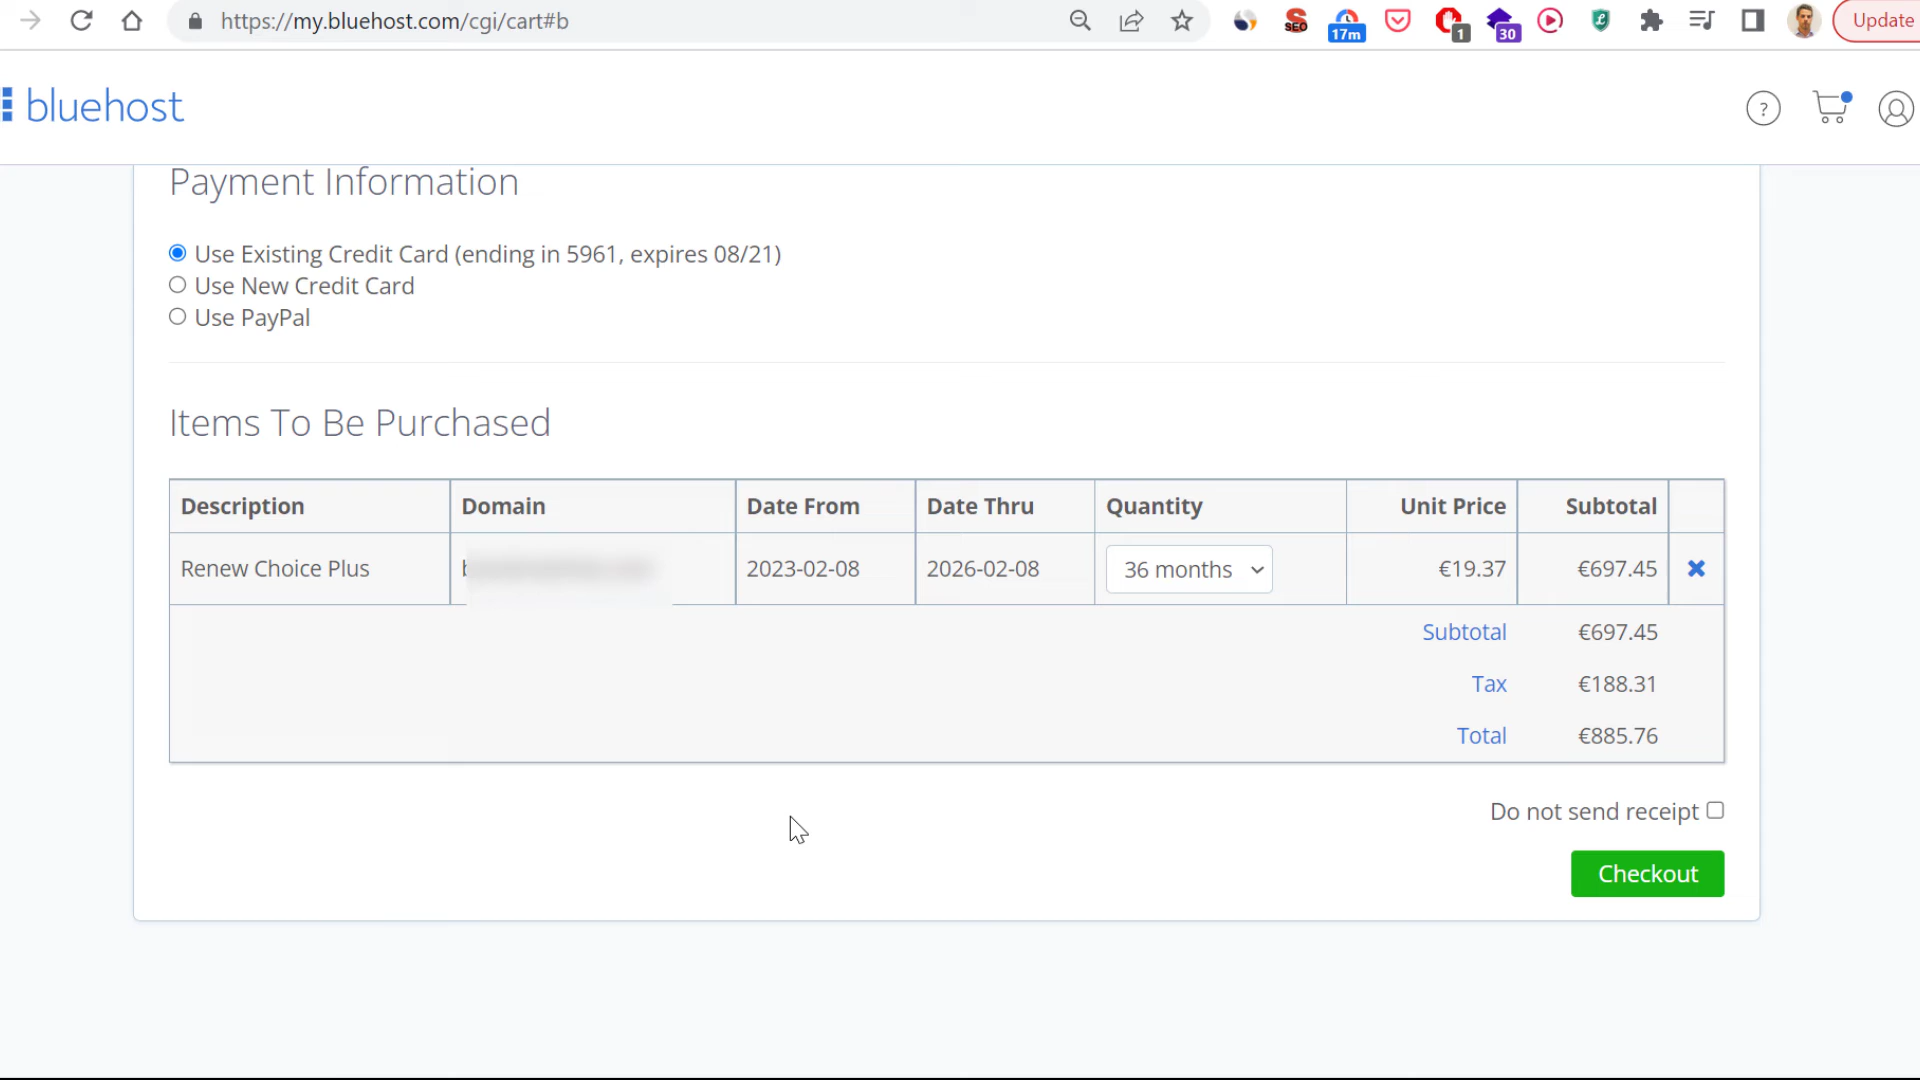 https://my.bluehost.com/cgi/cart#b
SEO
17m
1
30
Update
bluehost
?
Payment Information
Use Existing Credit Card (ending in 5961, expires 08/21)
Use New Credit Card
Use PayPal
Items To Be Purchased
Description Domain Date From Date Thru Quantity Unit Price Subtotal
Renew Choice Plus 2023-02-08 2026-02-08 36 months €19.37 €697.45
Subtotal €697.45
Tax €188.31
Total €885.76
Do not send receipt
Checkout